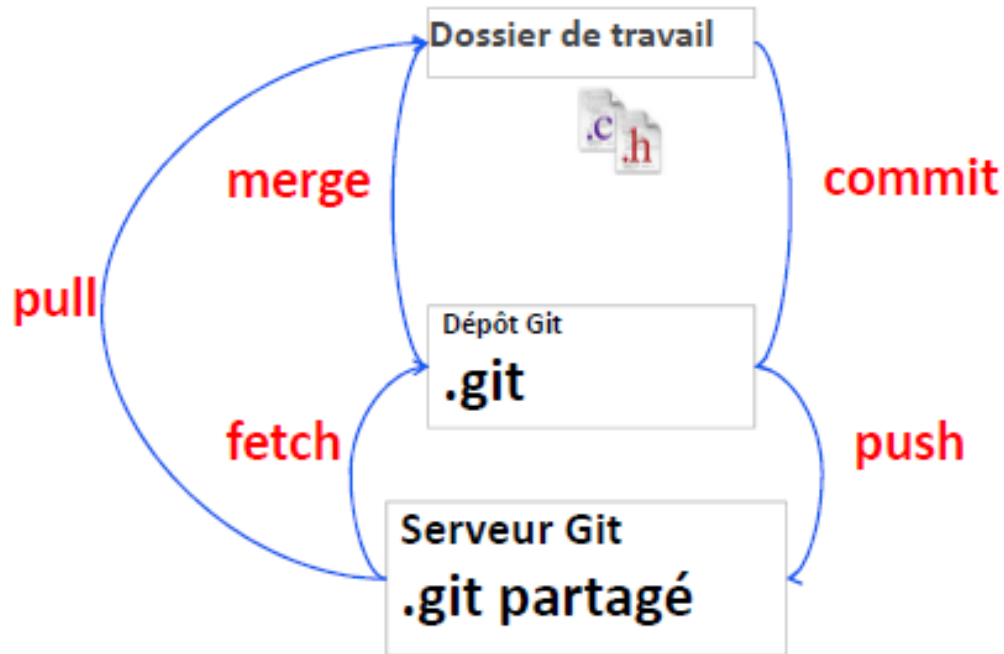 Dossier de travail
.c
.h
merge
commit
pull
Dépôt Git
.git
fetch
push
Serveur Git
.git partagé